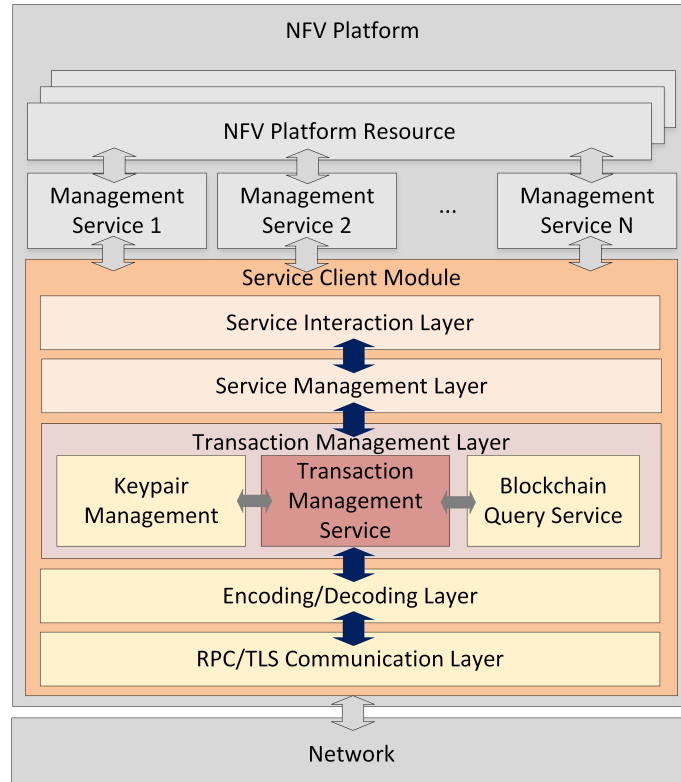 NFV Platform
NFV Platform Resource
Management
Service 1
Management
Service 2
...
Management
Service N
Service Client Module
Service Interaction Layer
Service Management Layer
Transaction Management Layer
Keypair
Management
Transaction
Management
Service
Blockchain
Query Service
Encoding/Decoding Layer
RPC/TLS Communication Layer
Network